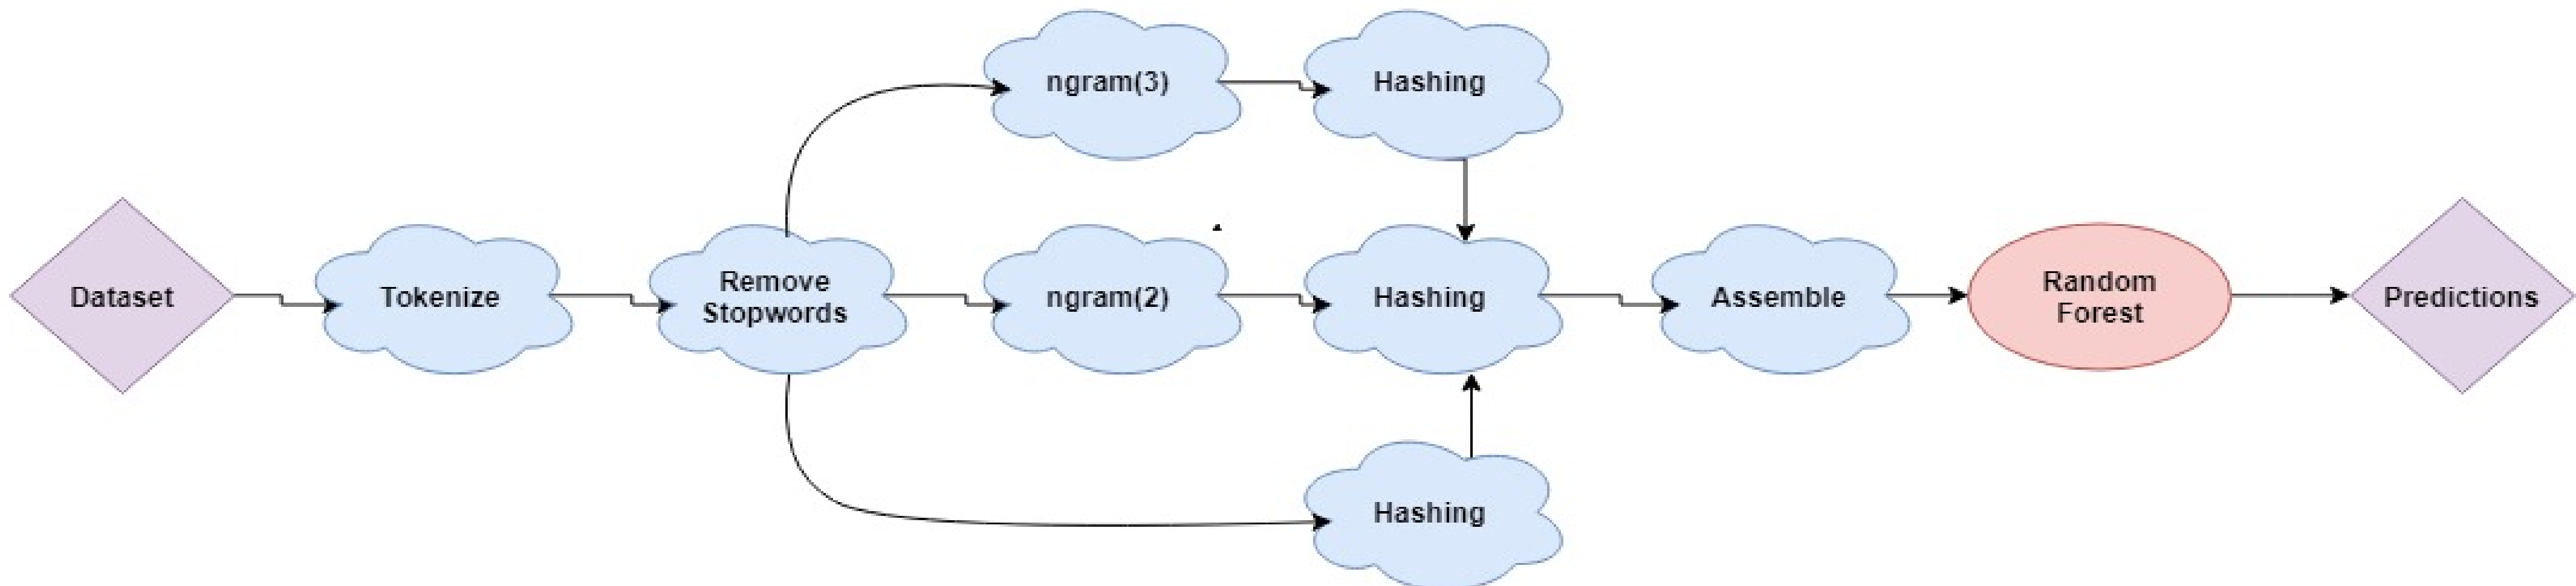 ngram(3)
Hashing
Dataset
Tokenize
Remove
Stopwords
ngram(2)
Hashing
Assemble
Random
Forest
Predictions
Hashing